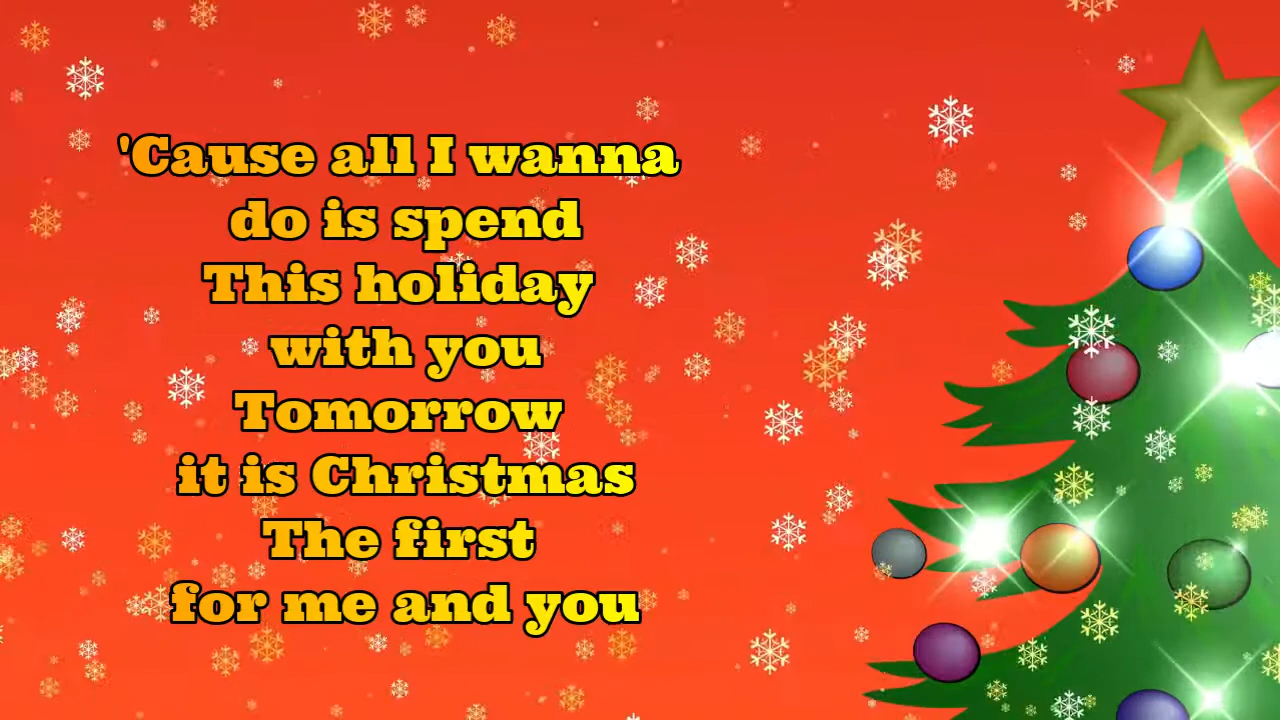 'Cause all I wanna
do is spend
This holiday
with you
Tomorrow
it is Christmas
The first
for me and you